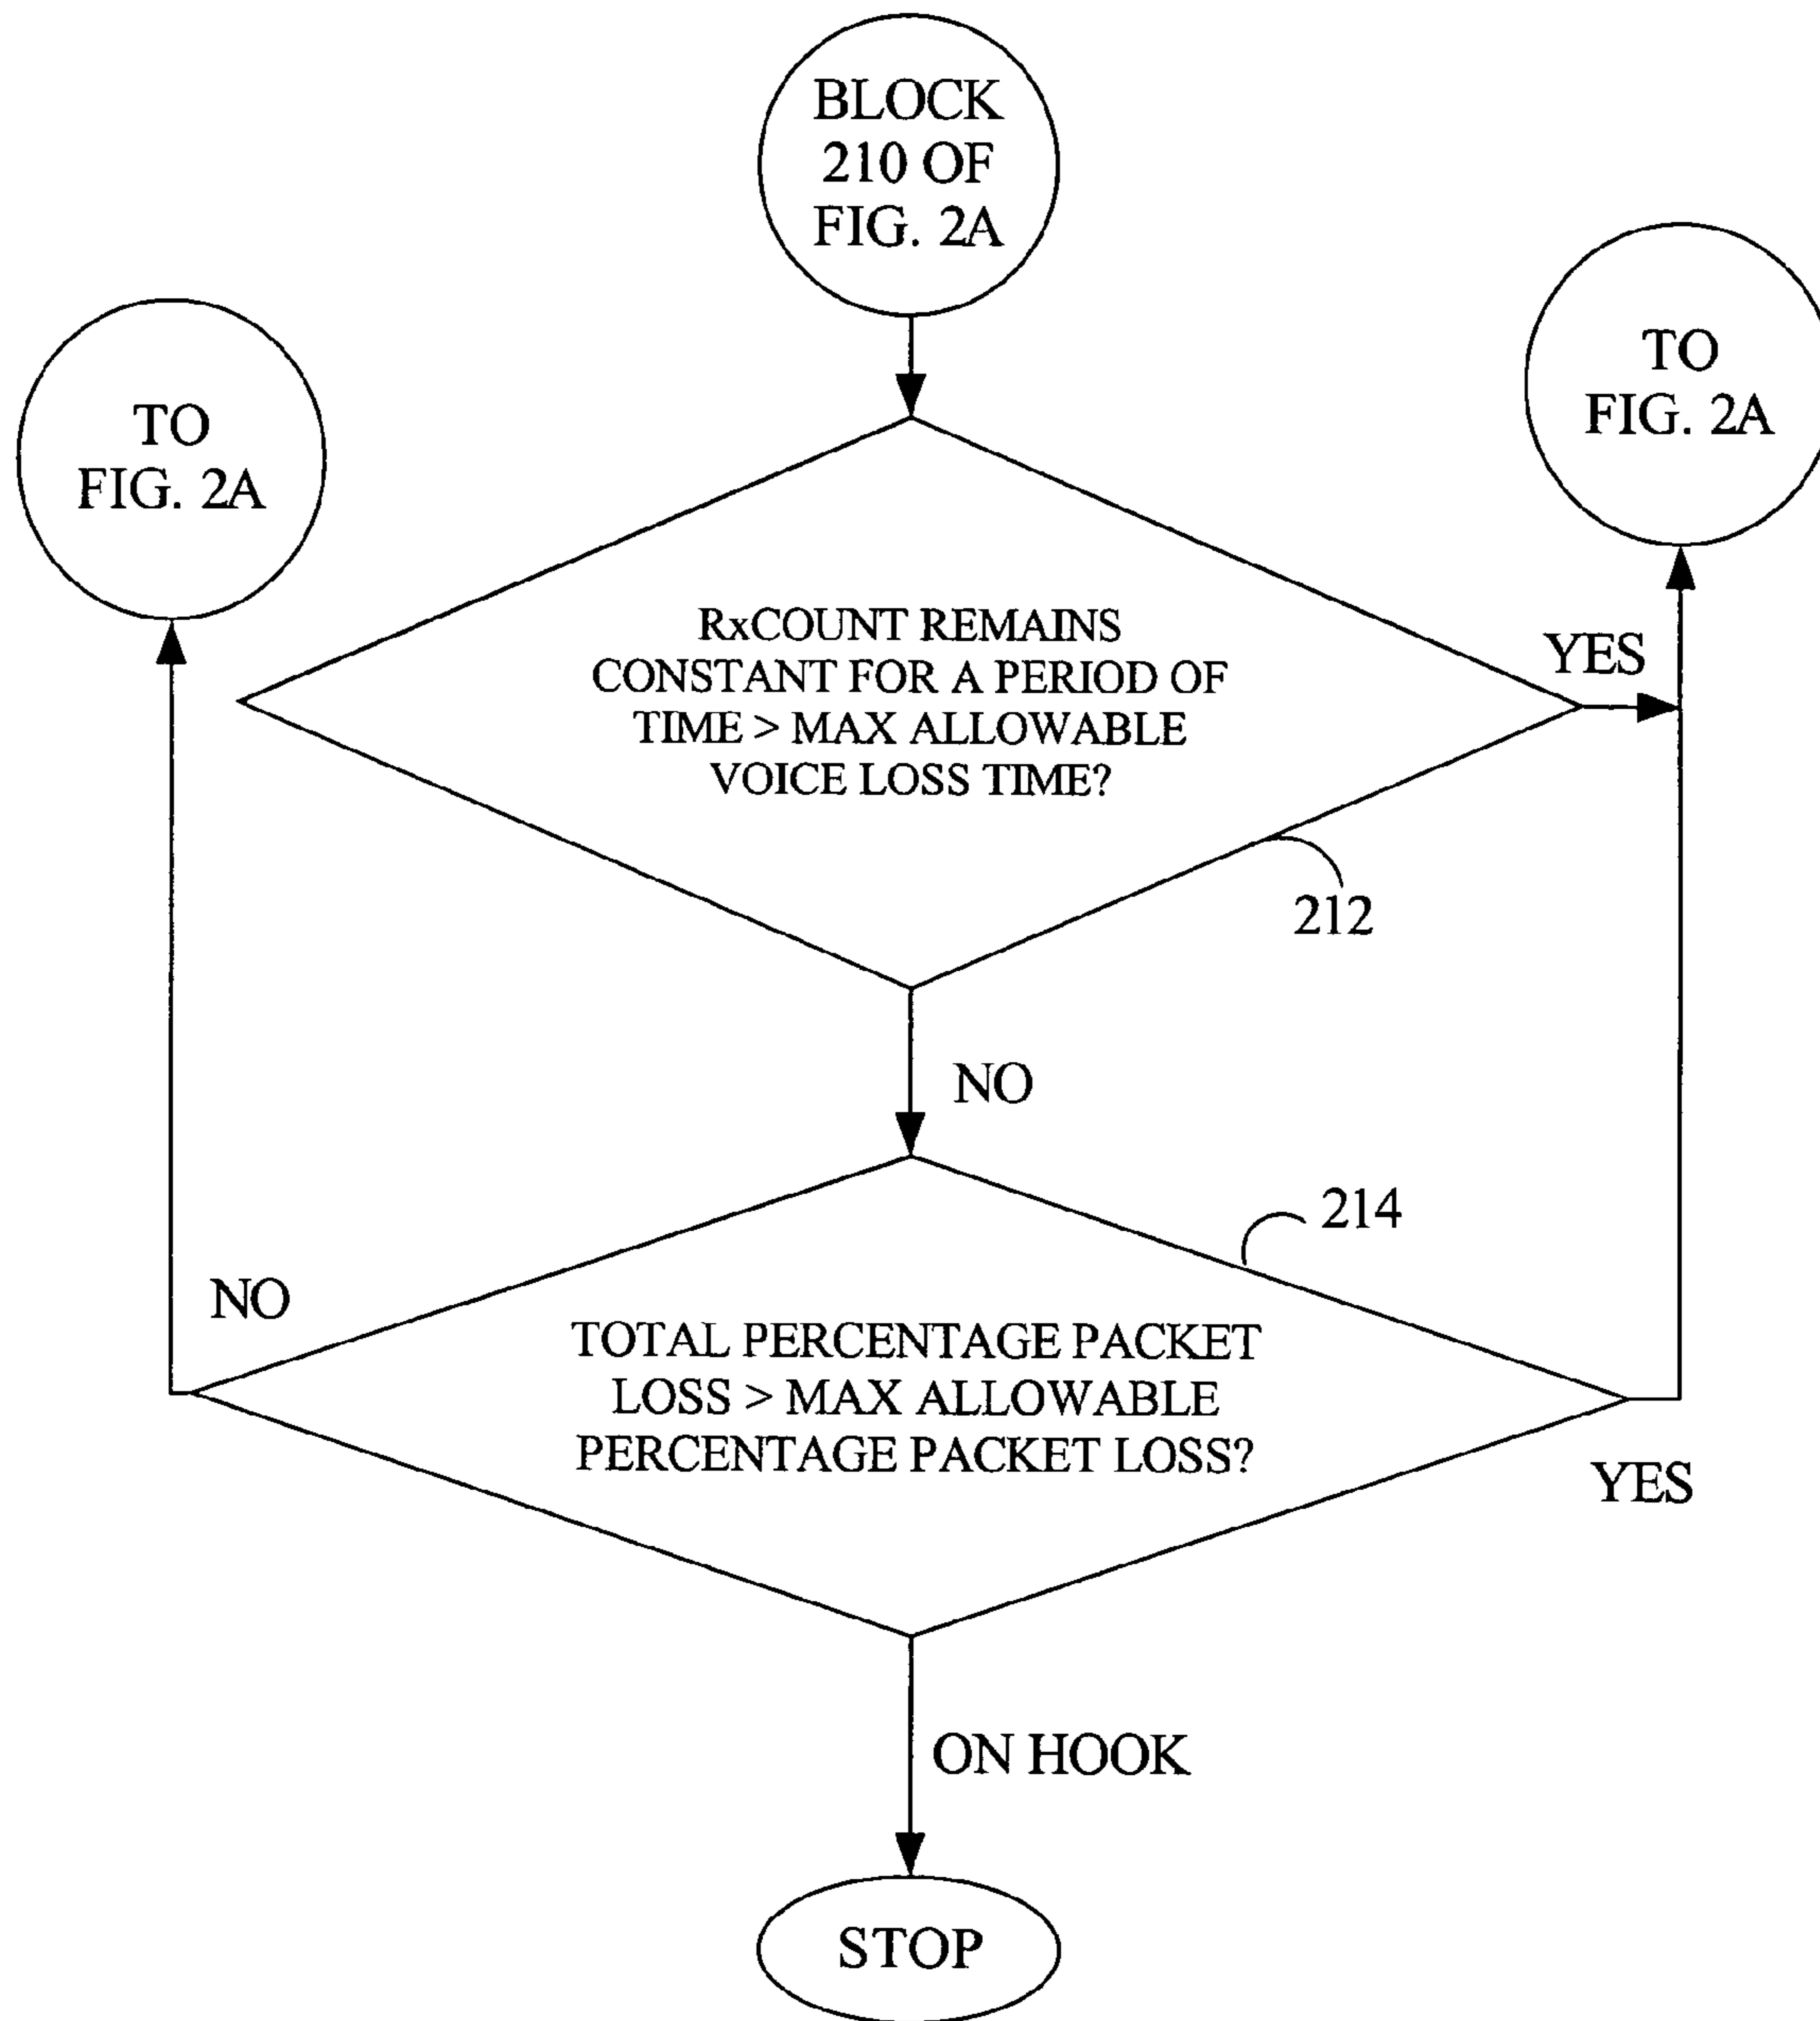 BLOCK
210 OF
FIG. 2A
TO
FIG. 2A
TO
FIG. 2A
RxCOUNT REMAINS
CONSTANT FOR A PERIOD OF
TIME > MAX ALLOWABLE
VOICE LOSS TIME?
YES
212
NO
214
NO
TOTAL PERCENTAGE PACKET
LOSS > MAX ALLOWABLE
PERCENTAGE PACKET LOSS?
YES
ON HOOK
STOP